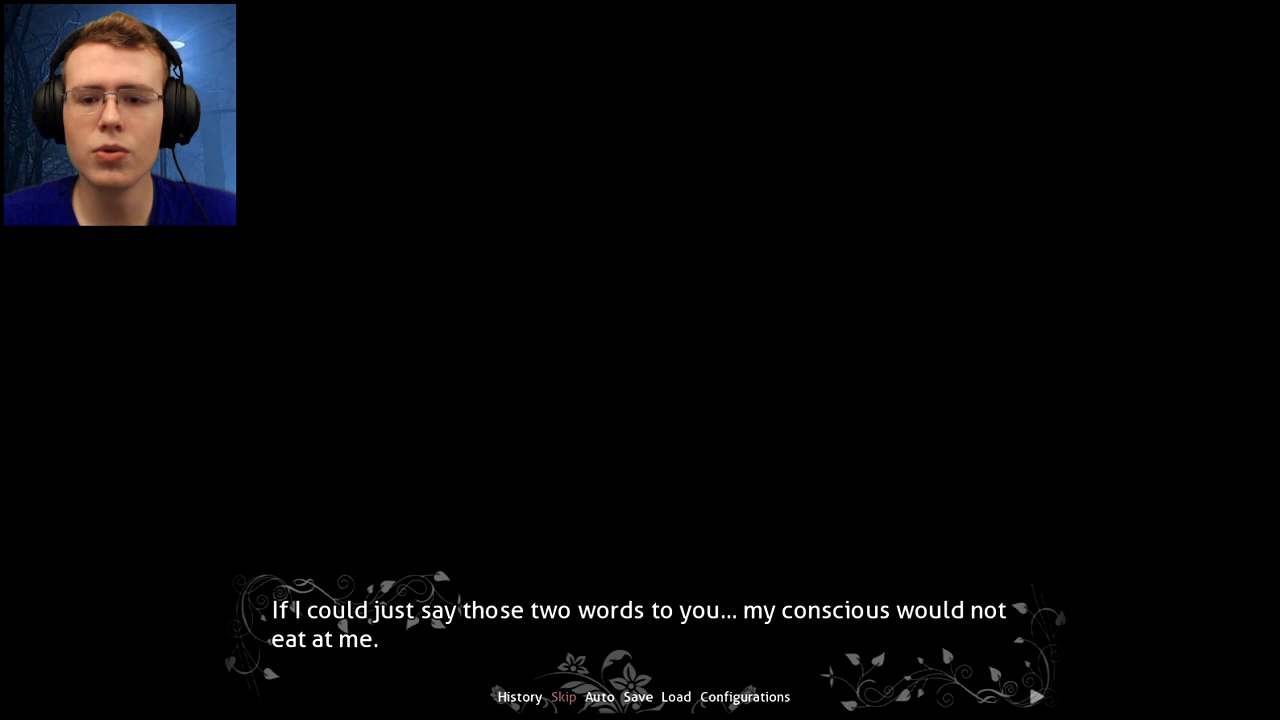 If I could just say those two words to you... my conscious would not
eat at me.
History Skip Auto Save Load Configurations